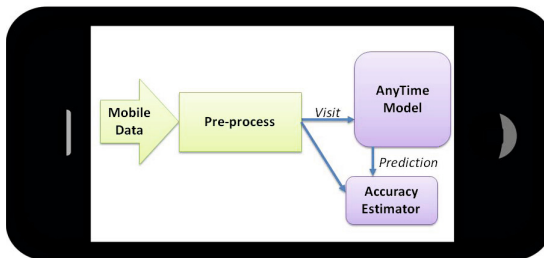 Mobile
Data
Pre-process
Visit
AnyTime
Model
Prediction
Accuracy
Estimator